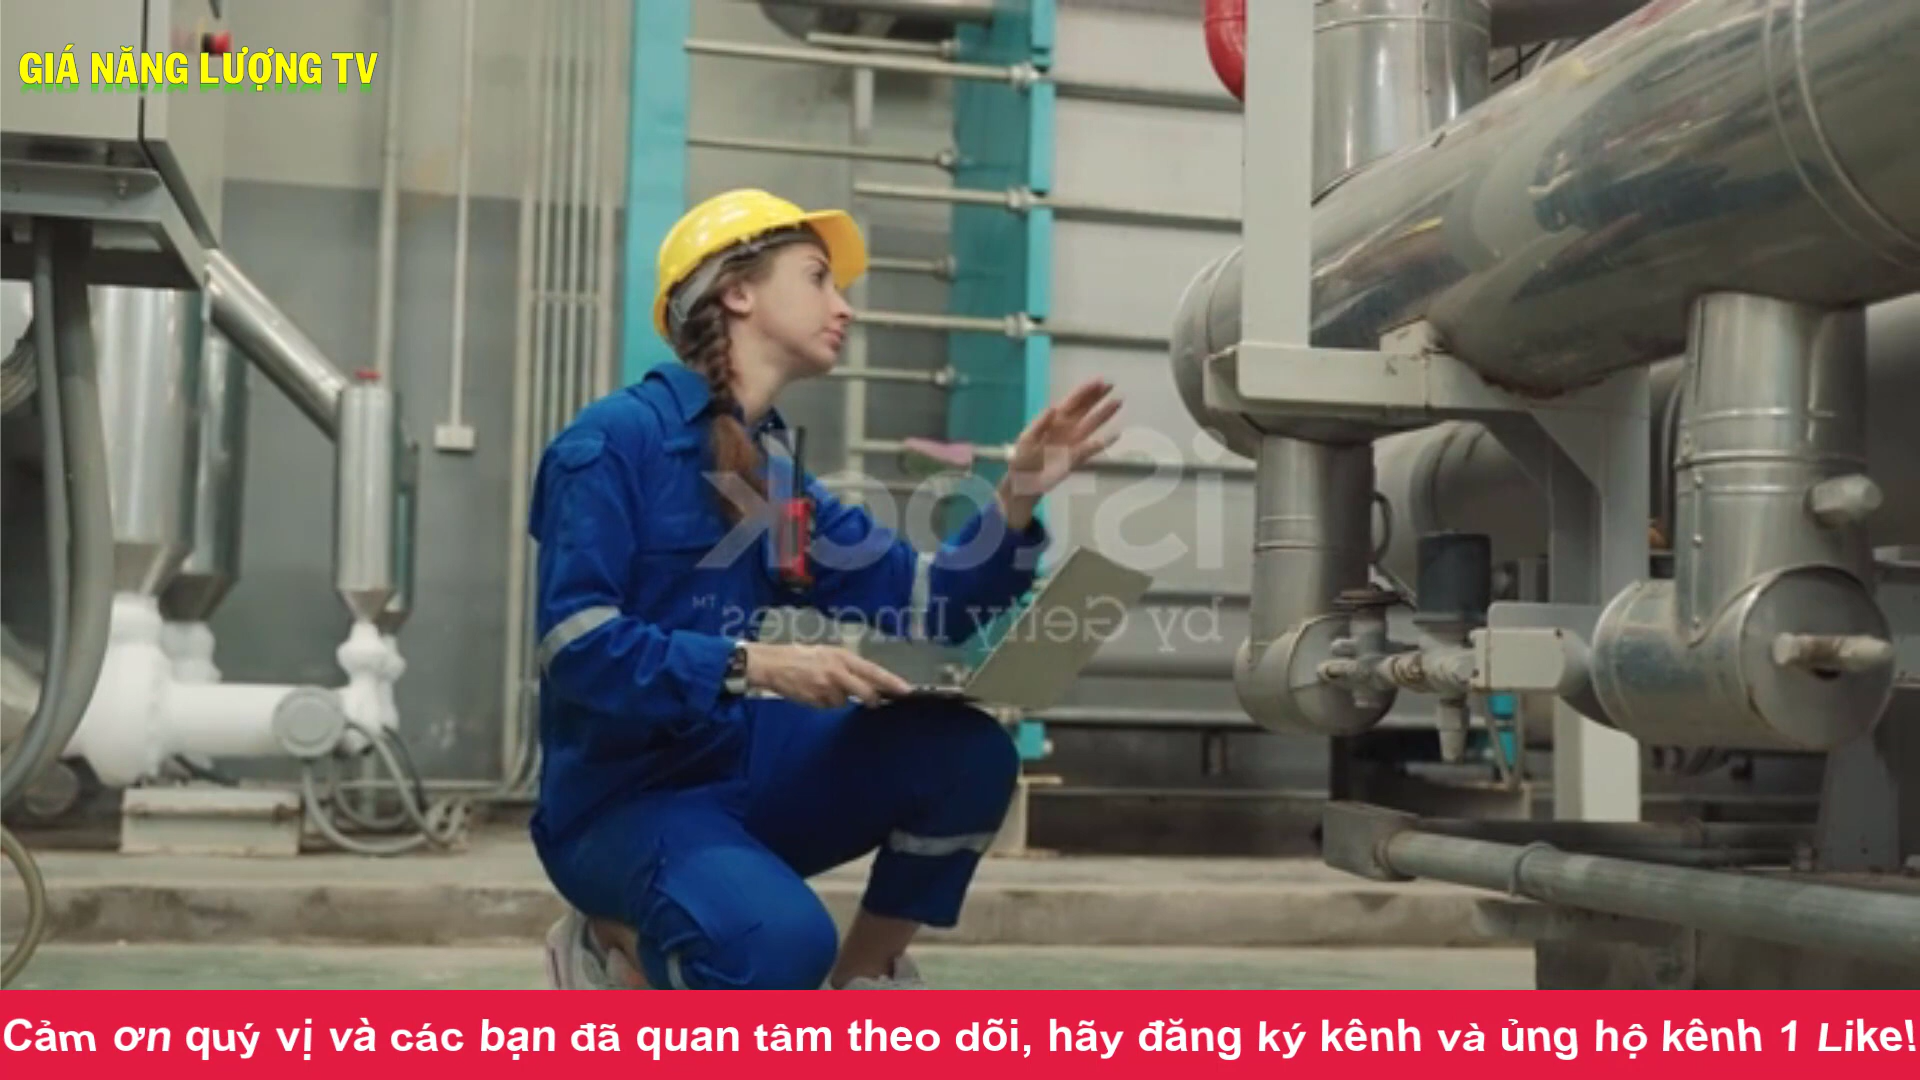 GIÁ NĂNG LƯỢNG TV
iStock
by Getty Images™
Cảm ơn quý vị và các bạn đã quan tâm theo dõi, hãy đăng ký kênh và ủng hộ kênh 1 Like!